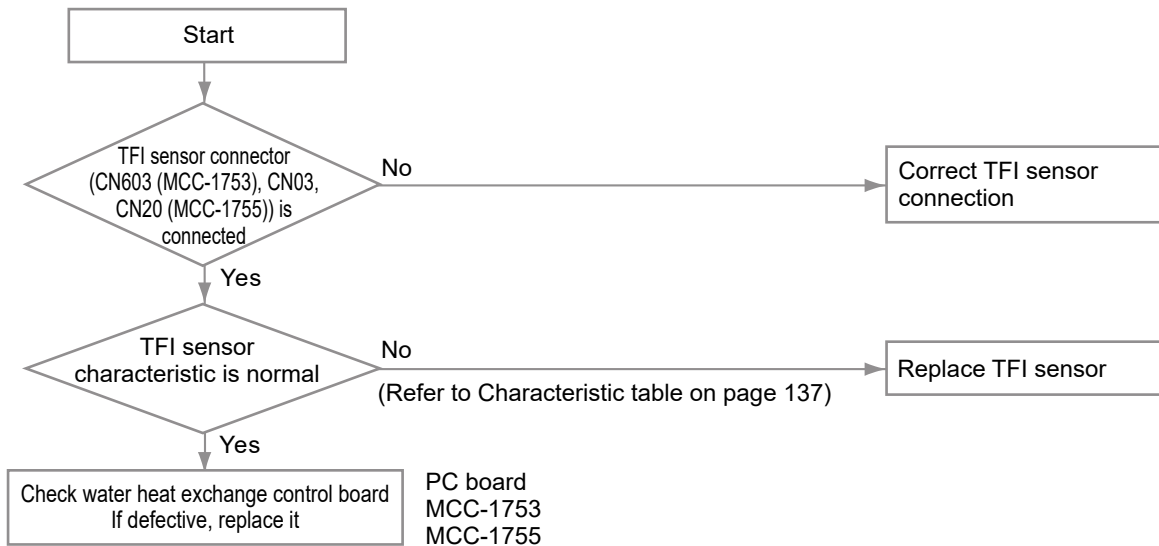 Start
TFI sensor connector
(CN603 (MCC-1753), CN03,
CN20 (MCC-1755)) is
connected
No
Correct TFI sensor
connection
Yes
TFI sensor
characteristic is normal
No
(Refer to Characteristic table on page 137)
Replace TFI sensor
Yes
Check water heat exchange control board
If defective, replace it
PC board
MCC-1753
MCC-1755